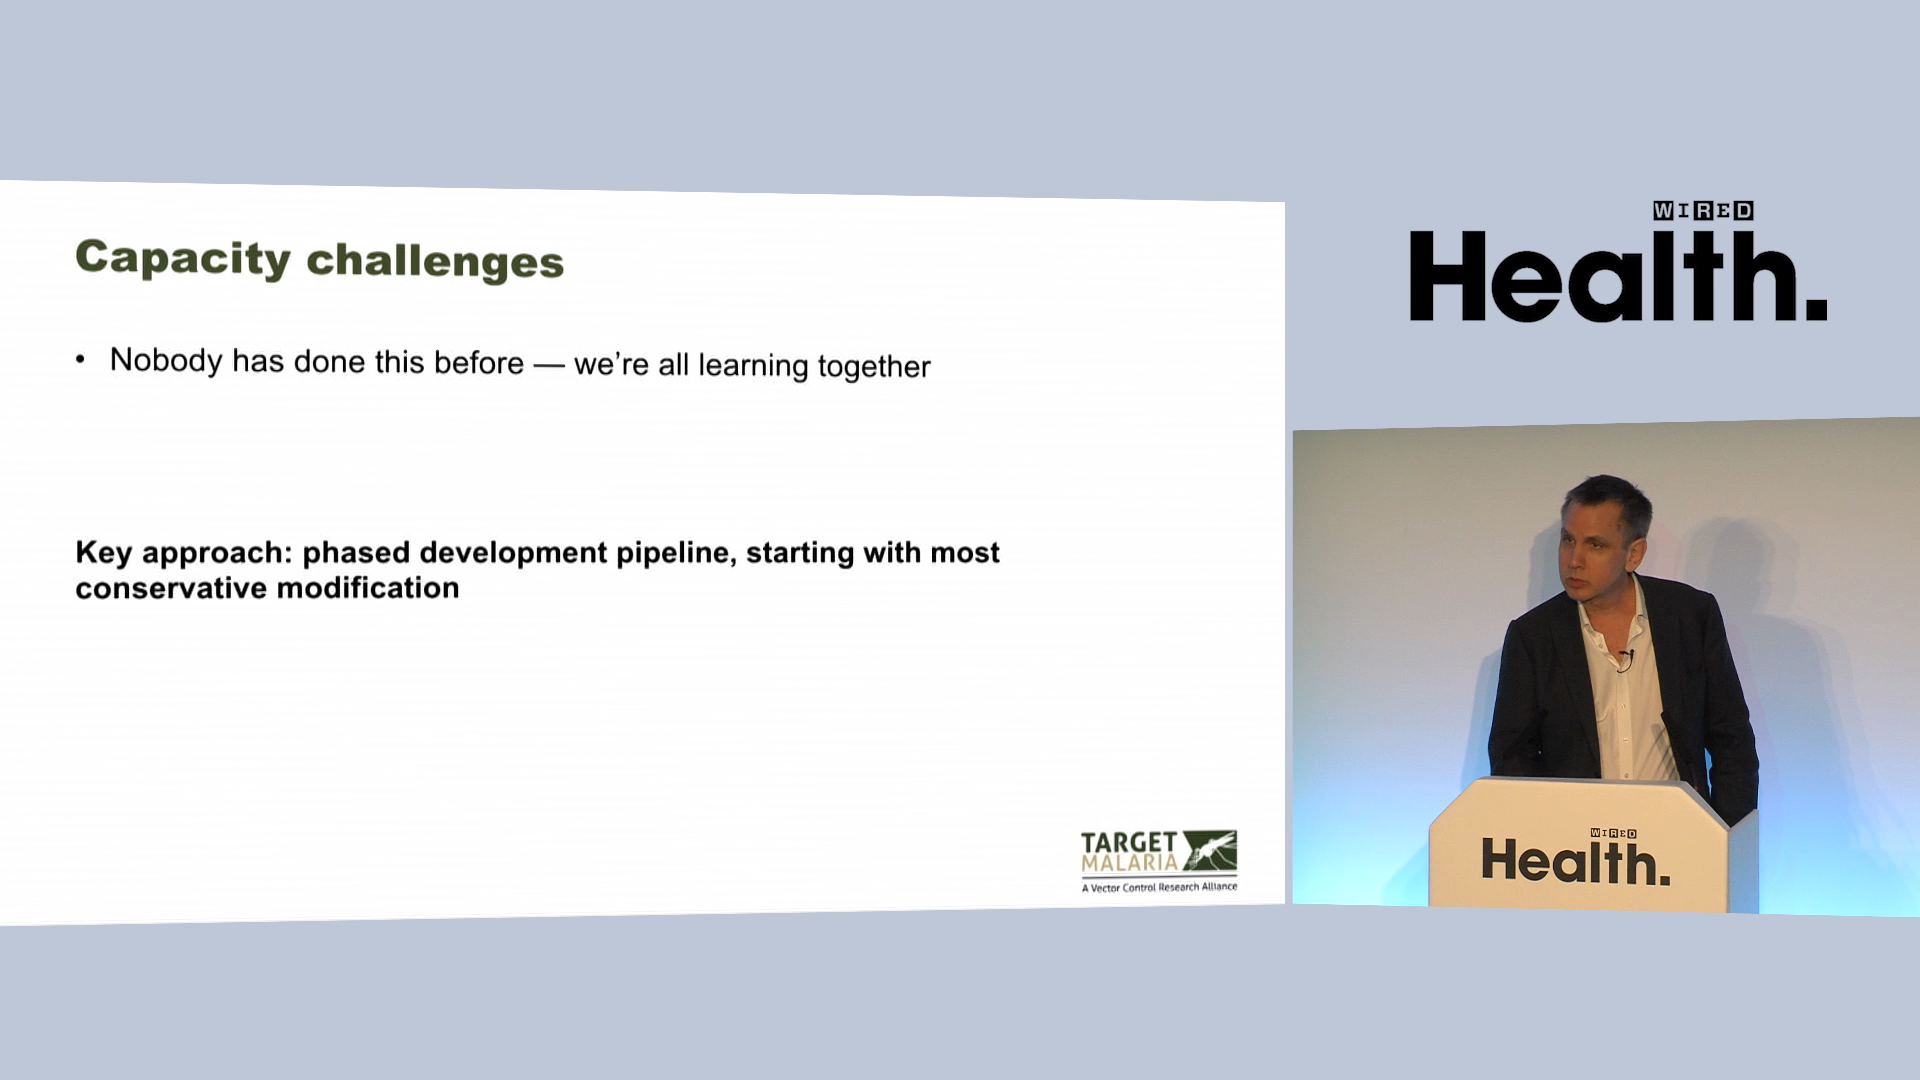 Capacity challenges
• Nobody has done this before — we’re all learning together
Key approach: phased development pipeline, starting with most
conservative modification
TARGET
MALARIA
A Vector Control Research Alliance
WIRED
Health.
WIRED
Health.